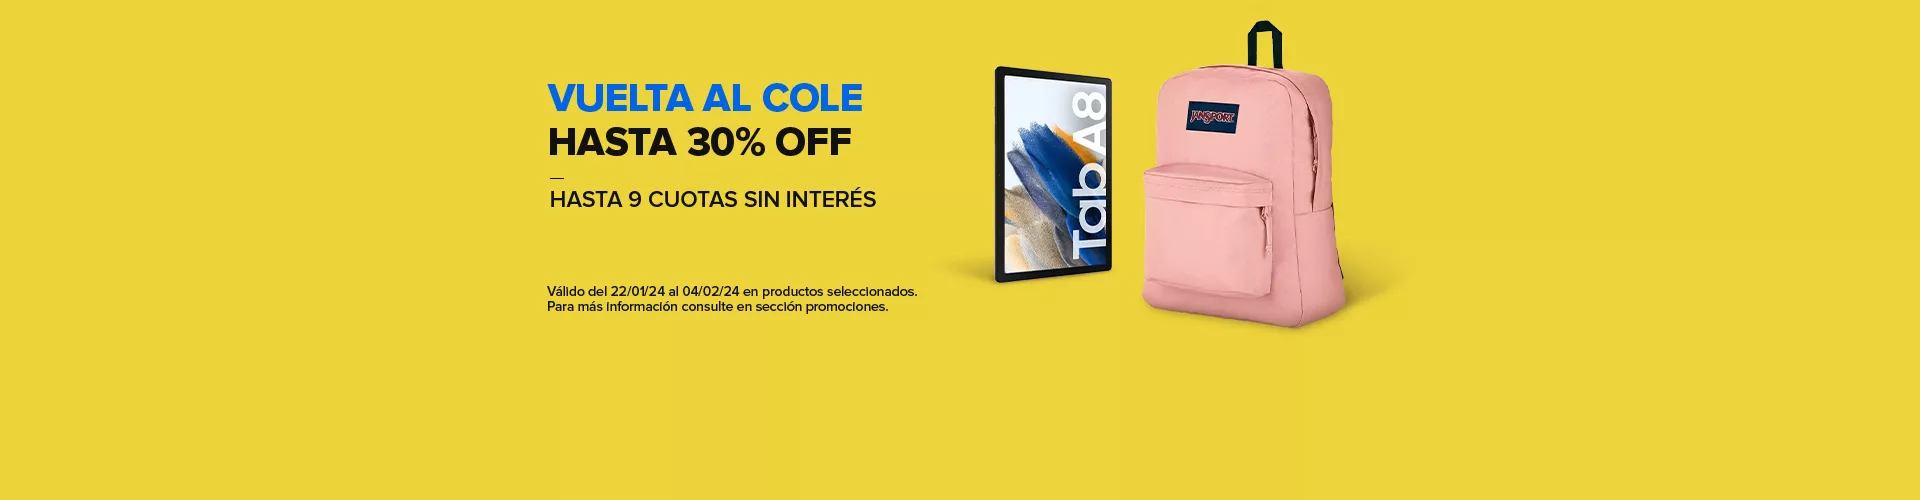 VUELTA AL COLE
HASTA 30% OFF
HASTA 9 CUOTAS SIN INTERÉS
Válido del 22/01/24 al 04/02/24 en productos seleccionados.
Para más información consulte en sección promociones.
Tab A8
JANSPORT